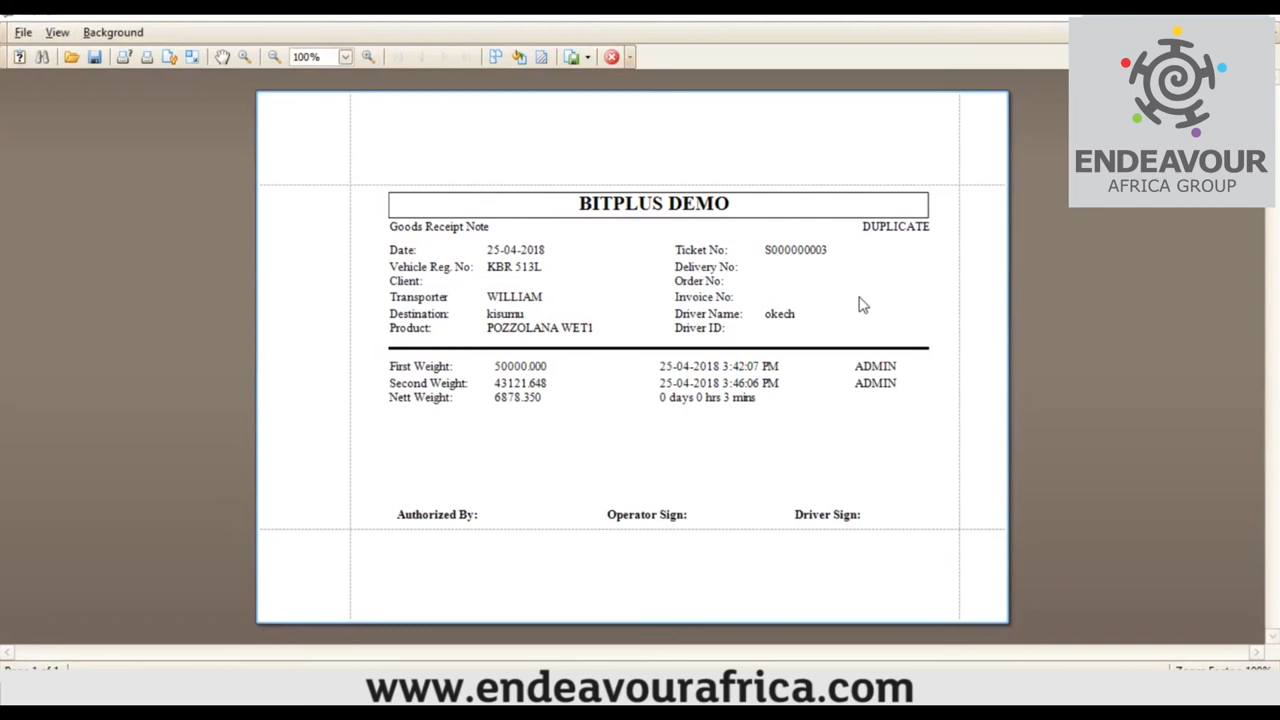 File View Background
100%
ENDEAVOUR
AFRICA GROUP
BITPLUS DEMO
Goods Receipt Note DUPLICATE
Date: 25-04-2018 Ticket No: S000000003
Vehicle Reg. No: KBR 513L Delivery No:
Client: Order No:
Transporter WILLIAM Invoice No:
Destination: kisumu Driver Name: okech
Product: POZZOLANA WET1 Driver ID:
First Weight: 50000.000 25-04-2018 3:42:07 PM ADMIN
Second Weight: 43121.648 25-04-2018 3:46:06 PM ADMIN
Nett Weight: 6878.350 0 days 0 hrs 3 mins
Authorized By: Operator Sign: Driver Sign:
www.endeavourafrica.com